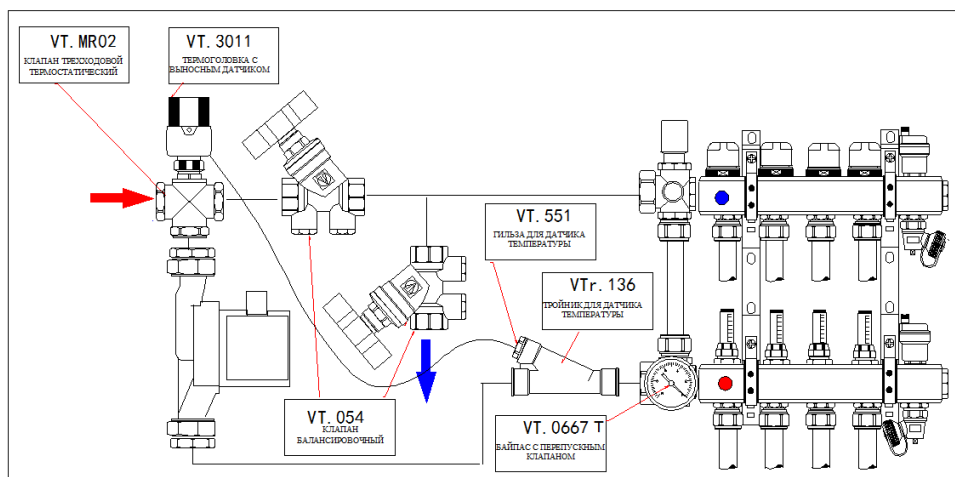 VT. MR02
КЛАПАН ТРЕХХОДОВОЙ
ТЕРМОСТАТИЧЕСКИЙ
VT. 3011
ТЕРМОГОЛОВКА С
ВЫНОСНЫМ ДАТЧИКОМ
VT. 551
ГИЛЬЗА ДЛЯ ДАТЧИКА
ТЕМПЕРАТУРЫ
VTr. 136
ТРОЙНИК ДЛЯ ДАТЧИКА
ТЕМПЕРАТУРЫ
VT. 054
КЛАПАН
БАЛАНСИРОВОЧНЫЙ
VT. 0667 T
БАЙПАС С ПЕРЕПУСКНЫМ
КЛАПАНОМ